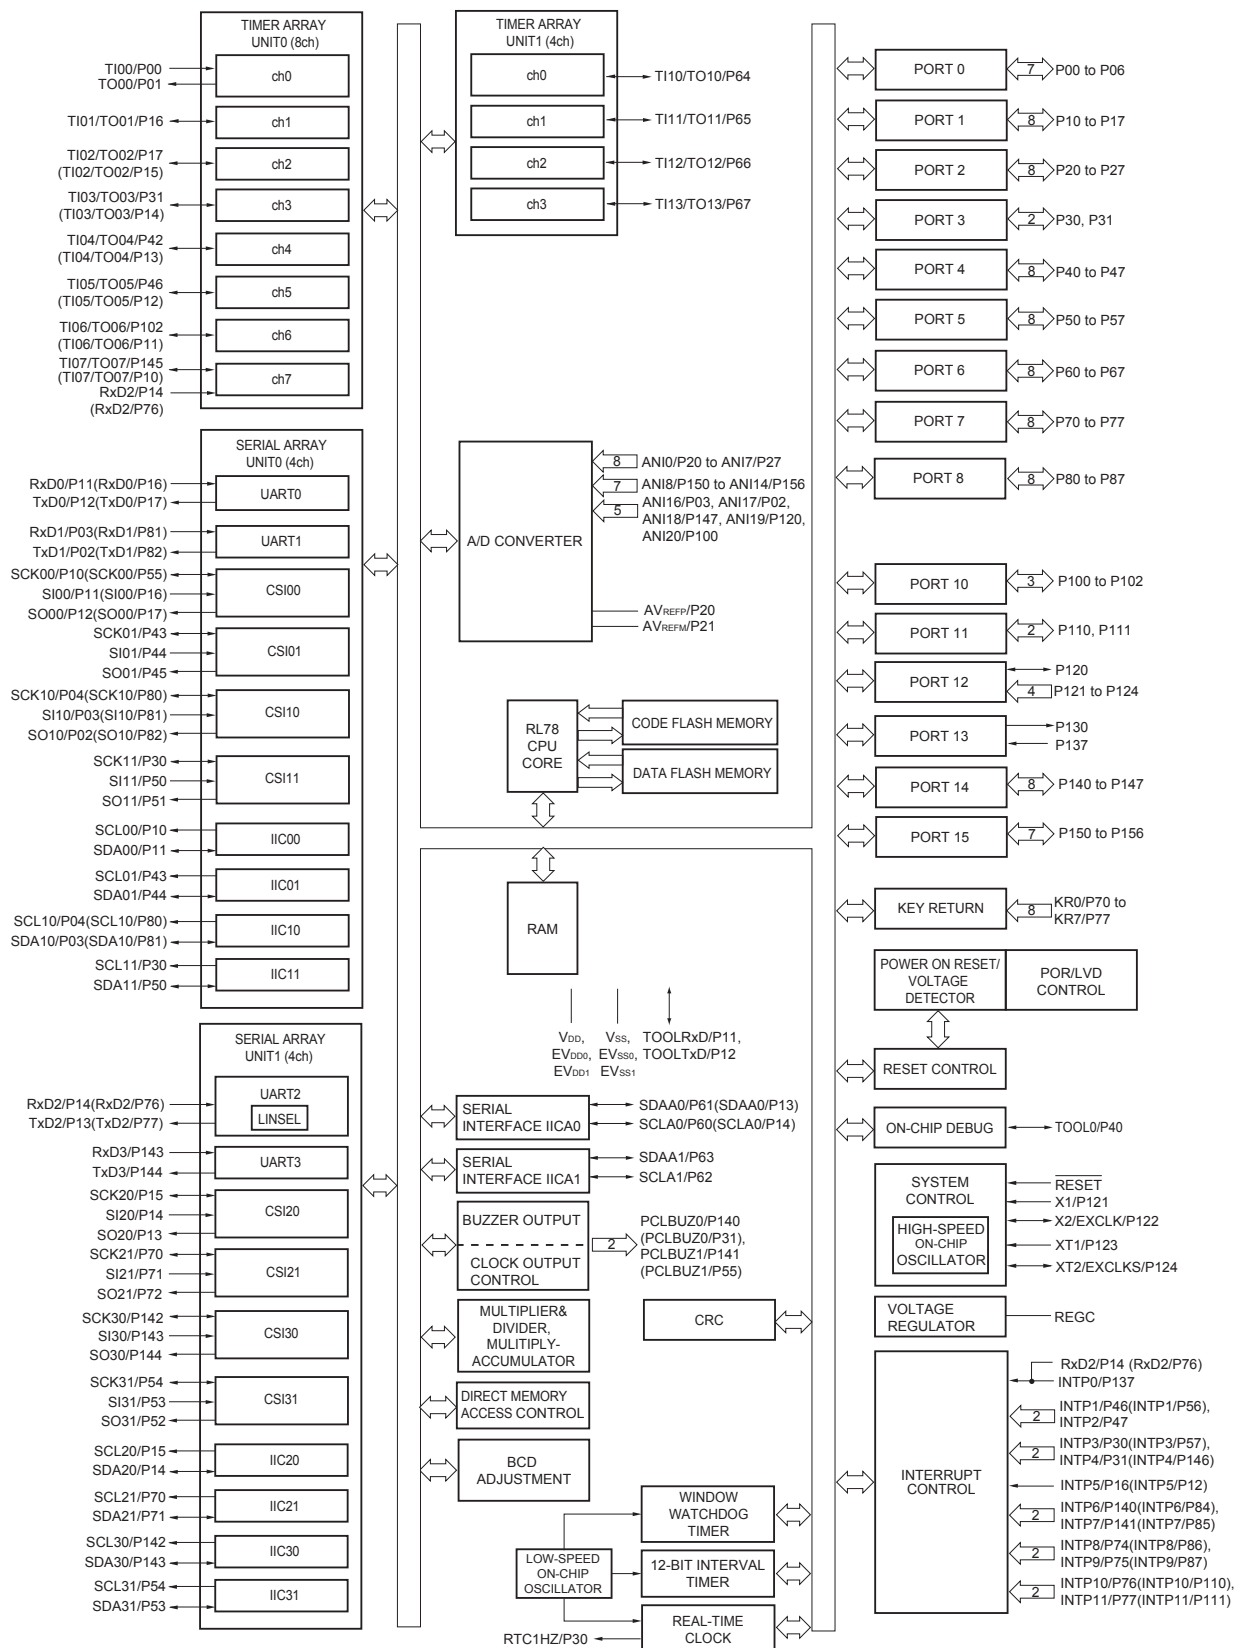 TIMER ARRAY
UNIT0 (8ch)
TI00/P00
TO00/P01
ch0
TI01/TO01/P16
ch1
TI02/TO02/P17
(TI02/TO02/P15)
ch2
TI03/TO03/P31
(TI03/TO03/P14)
ch3
TI04/TO04/P42
(TI04/TO04/P13)
ch4
TI05/TO05/P46
(TI05/TO05/P12)
ch5
TI06/TO06/P102
(TI06/TO06/P11)
ch6
TI07/TO07/P145
(TI07/TO07/P10)
RxD2/P14
(RxD2/P76)
ch7
SERIAL ARRAY
UNIT0 (4ch)
RxD0/P11(RxD0/P16)
TxD0/P12(TxD0/P17)
UART0
RxD1/P03(RxD1/P81)
TxD1/P02(TxD1/P82)
UART1
SCK00/P10(SCK00/P55)
SI00/P11(SI00/P16)
SO00/P12(SO00/P17)
CSI00
SCK01/P43
SI01/P44
SO01/P45
CSI01
SCK10/P04(SCK10/P80)
SI10/P03(SI10/P81)
SO10/P02(SO10/P82)
CSI10
SCK11/P30
SI11/P50
SO11/P51
CSI11
SCL00/P10
SDA00/P11
IIC00
SCL01/P43
SDA01/P44
IIC01
SCL10/P04(SCL10/P80)
SDA10/P03(SDA10/P81)
IIC10
SCL11/P30
SDA11/P50
IIC11
SERIAL ARRAY
UNIT1 (4ch)
RxD2/P14(RxD2/P76)
TxD2/P13(TxD2/P77)
UART2
LINSEL
RxD3/P143
TxD3/P144
UART3
SCK20/P15
SI20/P14
SO20/P13
CSI20
SCK21/P70
SI21/P71
SO21/P72
CSI21
SCK30/P142
SI30/P143
SO30/P144
CSI30
SCK31/P54
SI31/P53
SO31/P52
CSI31
SCL20/P15
SDA20/P14
IIC20
SCL21/P70
SDA21/P71
IIC21
SCL30/P142
SDA30/P143
IIC30
SCL31/P54
SDA31/P53
IIC31
TIMER ARRAY
UNIT1 (4ch)
ch0
TI10/TO10/P64
ch1
TI11/TO11/P65
ch2
TI12/TO12/P66
ch3
TI13/TO13/P67
A/D CONVERTER
8 ANI0/P20 to ANI7/P27
7 ANI8/P150 to ANI14/P156
5 ANI16/P03, ANI17/P02,
ANI18/P147, ANI19/P120,
ANI20/P100
AVREFP/P20
AVREFM/P21
RL78
CPU
CORE
CODE FLASH MEMORY
DATA FLASH MEMORY
RAM
VDD,
EVDD0,
EVDD1
VSS,
EVSS0,
EVSS1
TOOLRxD/P11,
TOOLTxD/P12
SERIAL
INTERFACE IICA0
SDAA0/P61(SDAA0/P13)
SCLA0/P60(SCLA0/P14)
SERIAL
INTERFACE IICA1
SDAA1/P63
SCLA1/P62
BUZZER OUTPUT
CLOCK OUTPUT
CONTROL
2
PCLBUZ0/P140
(PCLBUZ0/P31),
PCLBUZ1/P141
(PCLBUZ1/P55)
MULTIPLIER&
DIVIDER,
MULITIPLY-
ACCUMULATOR
CRC
DIRECT MEMORY
ACCESS CONTROL
BCD
ADJUSTMENT
LOW-SPEED
ON-CHIP
OSCILLATOR
WINDOW
WATCHDOG
TIMER
12-BIT INTERVAL
TIMER
REAL-TIME
CLOCK
RTC1HZ/P30
PORT 0
7 P00 to P06
PORT 1
8 P10 to P17
PORT 2
8 P20 to P27
PORT 3
2 P30, P31
PORT 4
8 P40 to P47
PORT 5
8 P50 to P57
PORT 6
8 P60 to P67
PORT 7
8 P70 to P77
PORT 8
8 P80 to P87
PORT 10
3 P100 to P102
PORT 11
2 P110, P111
PORT 12
P120
4 P121 to P124
PORT 13
P130
P137
PORT 14
8 P140 to P147
PORT 15
7 P150 to P156
KEY RETURN
8 KR0/P70 to
KR7/P77
POWER ON RESET/
VOLTAGE
DETECTOR
POR/LVD
CONTROL
RESET CONTROL
ON-CHIP DEBUG
TOOL0/P40
SYSTEM
CONTROL
HIGH-SPEED
ON-CHIP
OSCILLATOR
RESET
X1/P121
X2/EXCLK/P122
XT1/P123
XT2/EXCLKS/P124
VOLTAGE
REGULATOR
REGC
INTERRUPT
CONTROL
RxD2/P14 (RxD2/P76)
INTP0/P137
2 INTP1/P46(INTP1/P56),
INTP2/P47
2 INTP3/P30(INTP3/P57),
INTP4/P31(INTP4/P146)
INTP5/P16(INTP5/P12)
2 INTP6/P140(INTP6/P84),
INTP7/P141(INTP7/P85)
2 INTP8/P74(INTP8/P86),
INTP9/P75(INTP9/P87)
2 INTP10/P76(INTP10/P110),
INTP11/P77(INTP11/P111)